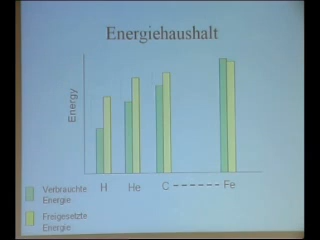 Energiehaushalt
Energy
H He C ------ Fe
Verbrauchte
Energie
Freigesetzte
Energie